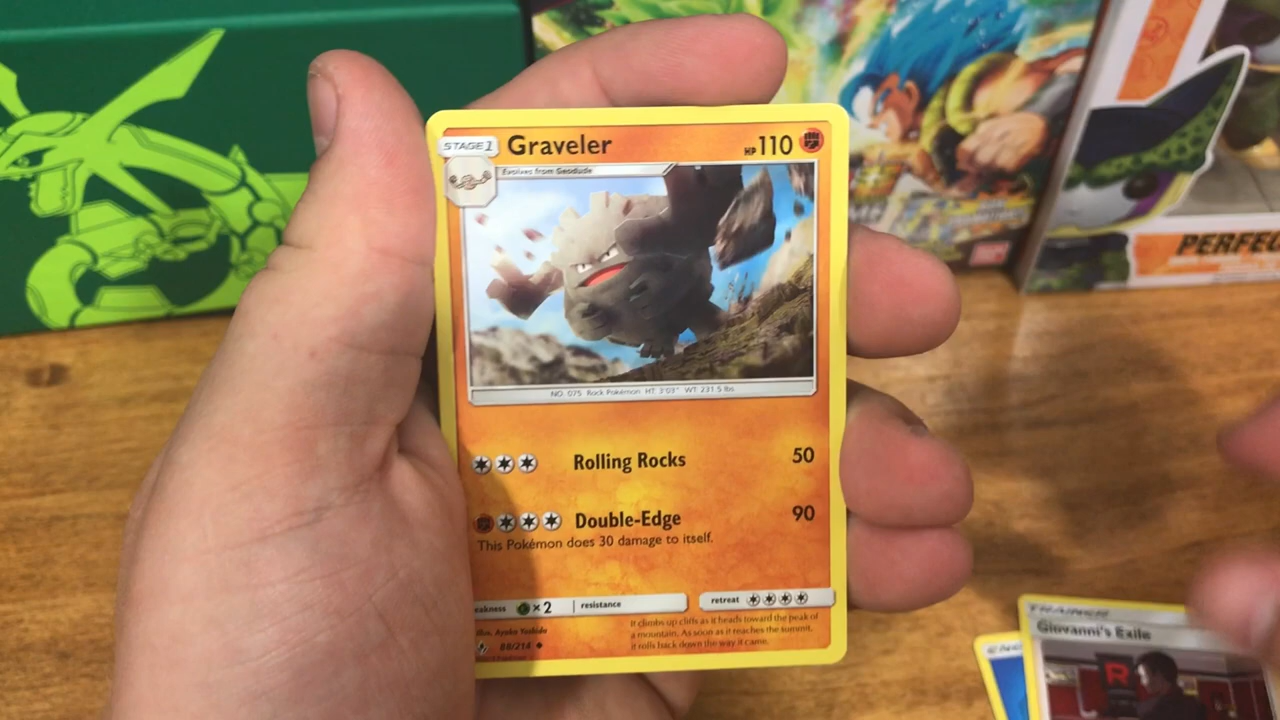 STAGE 1
Graveler
HP 110
Evolves from Geodude
NO. 075 Rock Pokémon HT: 3'03" WT: 231.5 lbs
Rolling Rocks 50
Double-Edge 90
This Pokémon does 30 damage to itself.
eakness ×2 resistance
retreat
It climbs up cliffs as it heads toward the peak of
a mountain. As soon as it reaches the summit,
it rolls back down the way it came.
Illus. Ayaka Yoshida
88/214
PERFEC
TRAINER
Giovanni's Exile
R
ENE